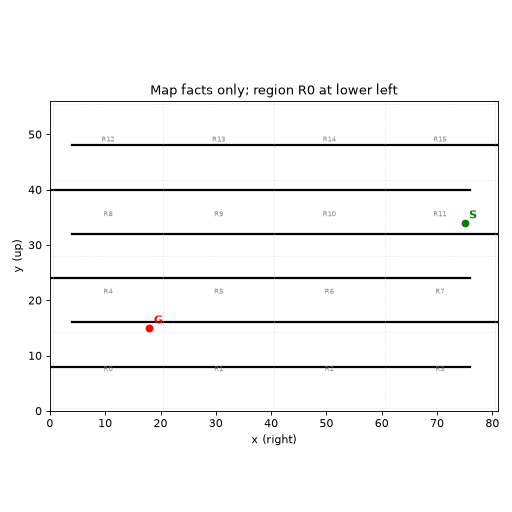 Map facts only; region R0 at lower left
50
R12 R13 R14 R15
40
R8 R9 R10 R11 S
30
20
R4 R5 R6 R7
G
10
R0 R1 R2 R3
0
0 10 20 30 40 50 60 70 80
x (right)
y (up)